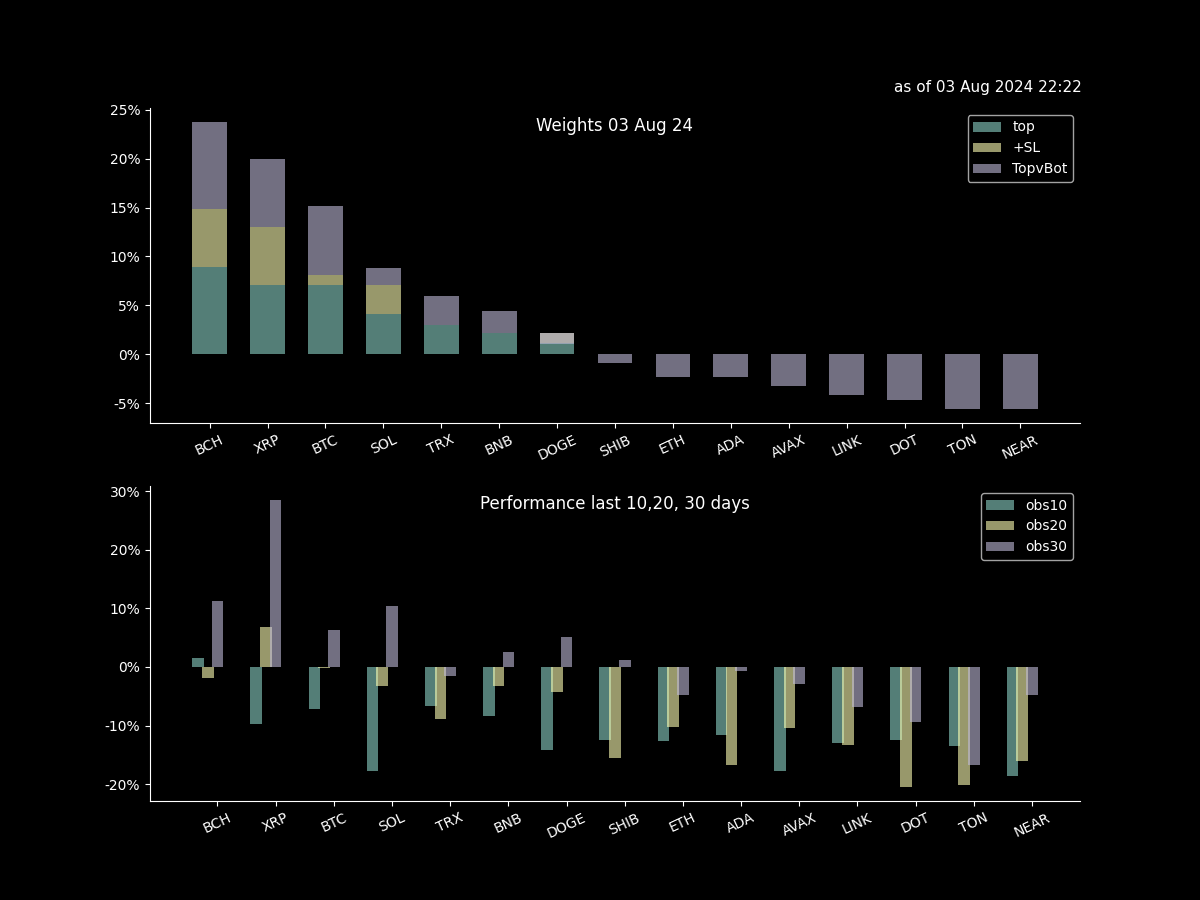 as of 03 Aug 2024 22:22
Weights 03 Aug 24
25%
20%
15%
10%
5%
0%
-5%
top
+SL
TopvBot
BCH XRP BTC SOL TRX BNB DOGE SHIB ETH ADA AVAX LINK DOT TON NEAR
Performance last 10,20, 30 days
30%
20%
10%
0%
-10%
-20%
obs10
obs20
obs30
BCH XRP BTC SOL TRX BNB DOGE SHIB ETH ADA AVAX LINK DOT TON NEAR